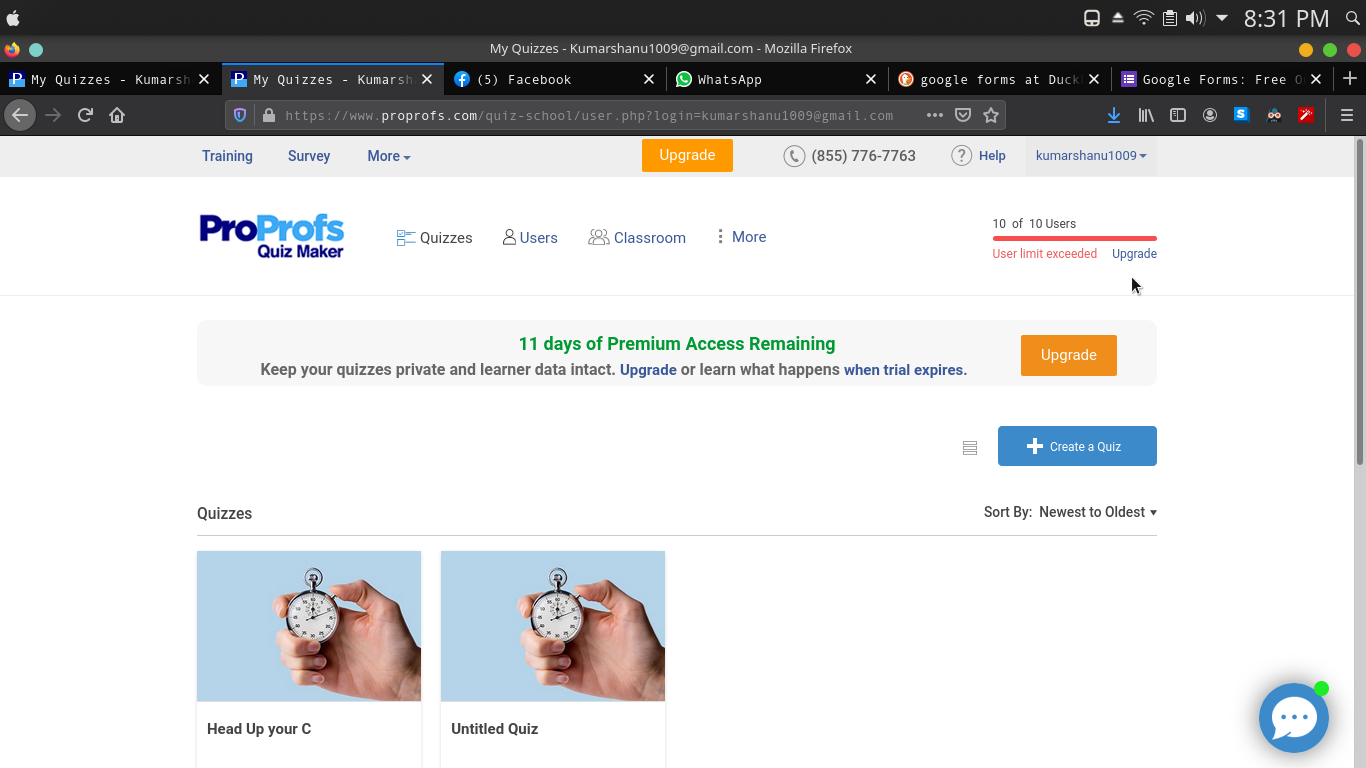 8:31 PM
My Quizzes - Kumarshanu1009@gmail.com - Mozilla Firefox
My Quizzes - Kumarsh
My Quizzes - Kumarsh
(5) Facebook
WhatsApp
google forms at Duck
Google Forms: Free O
https://www.proprofs.com/quiz-school/user.php?login=kumarshanu1009@gmail.com
Training Survey More Upgrade (855) 776-7763 ? Help kumarshanu1009
ProProfs
Quiz Maker
Quizzes Users Classroom More
10 of 10 Users
User limit exceeded Upgrade
11 days of Premium Access Remaining
Keep your quizzes private and learner data intact. Upgrade or learn what happens when trial expires.
Upgrade
Create a Quiz
Quizzes
Sort By: Newest to Oldest
Head Up your C
Untitled Quiz